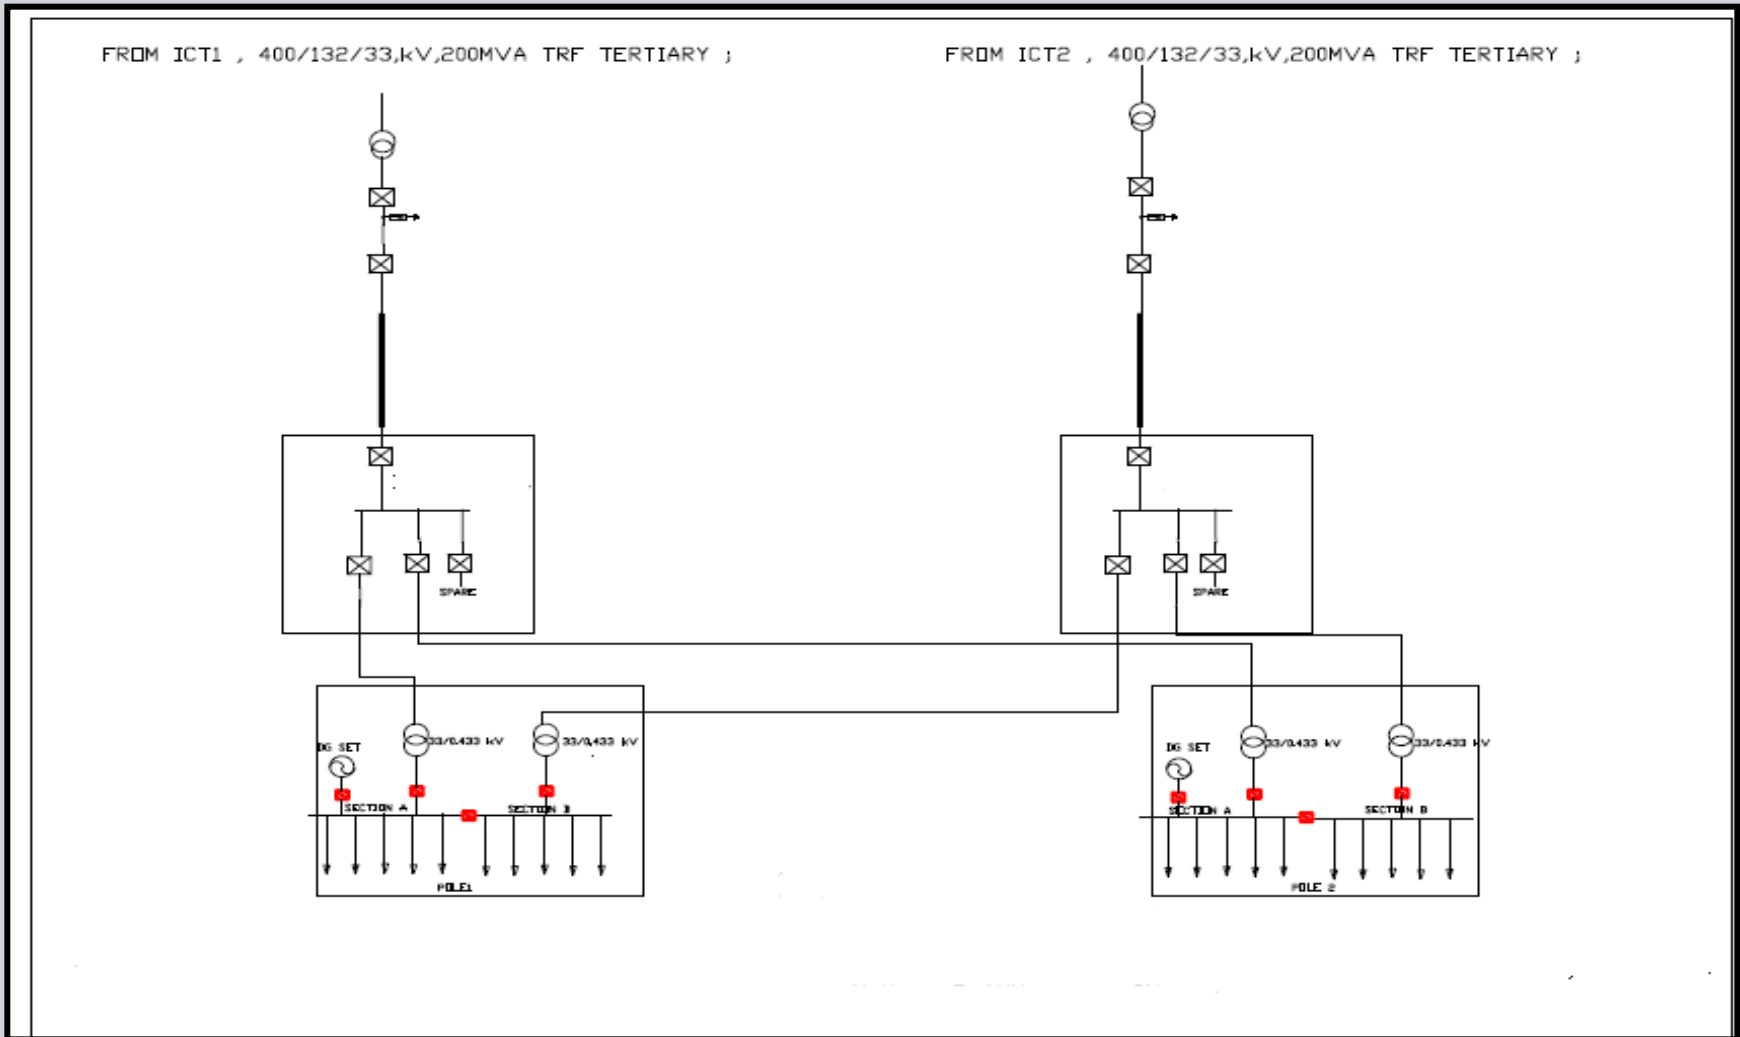 FROM ICT1 , 400/132/33,kV,200MVA TRF TERTIARY ;
FROM ICT2 , 400/132/33,kV,200MVA TRF TERTIARY ;
SPARE
SPARE
DG SET
33/0.433 kV
33/0.433 kV
SECTION A
SECTION B
POLE1
DG SET
33/0.433 kV
33/0.433 kV
SECTION A
SECTION B
POLE 2